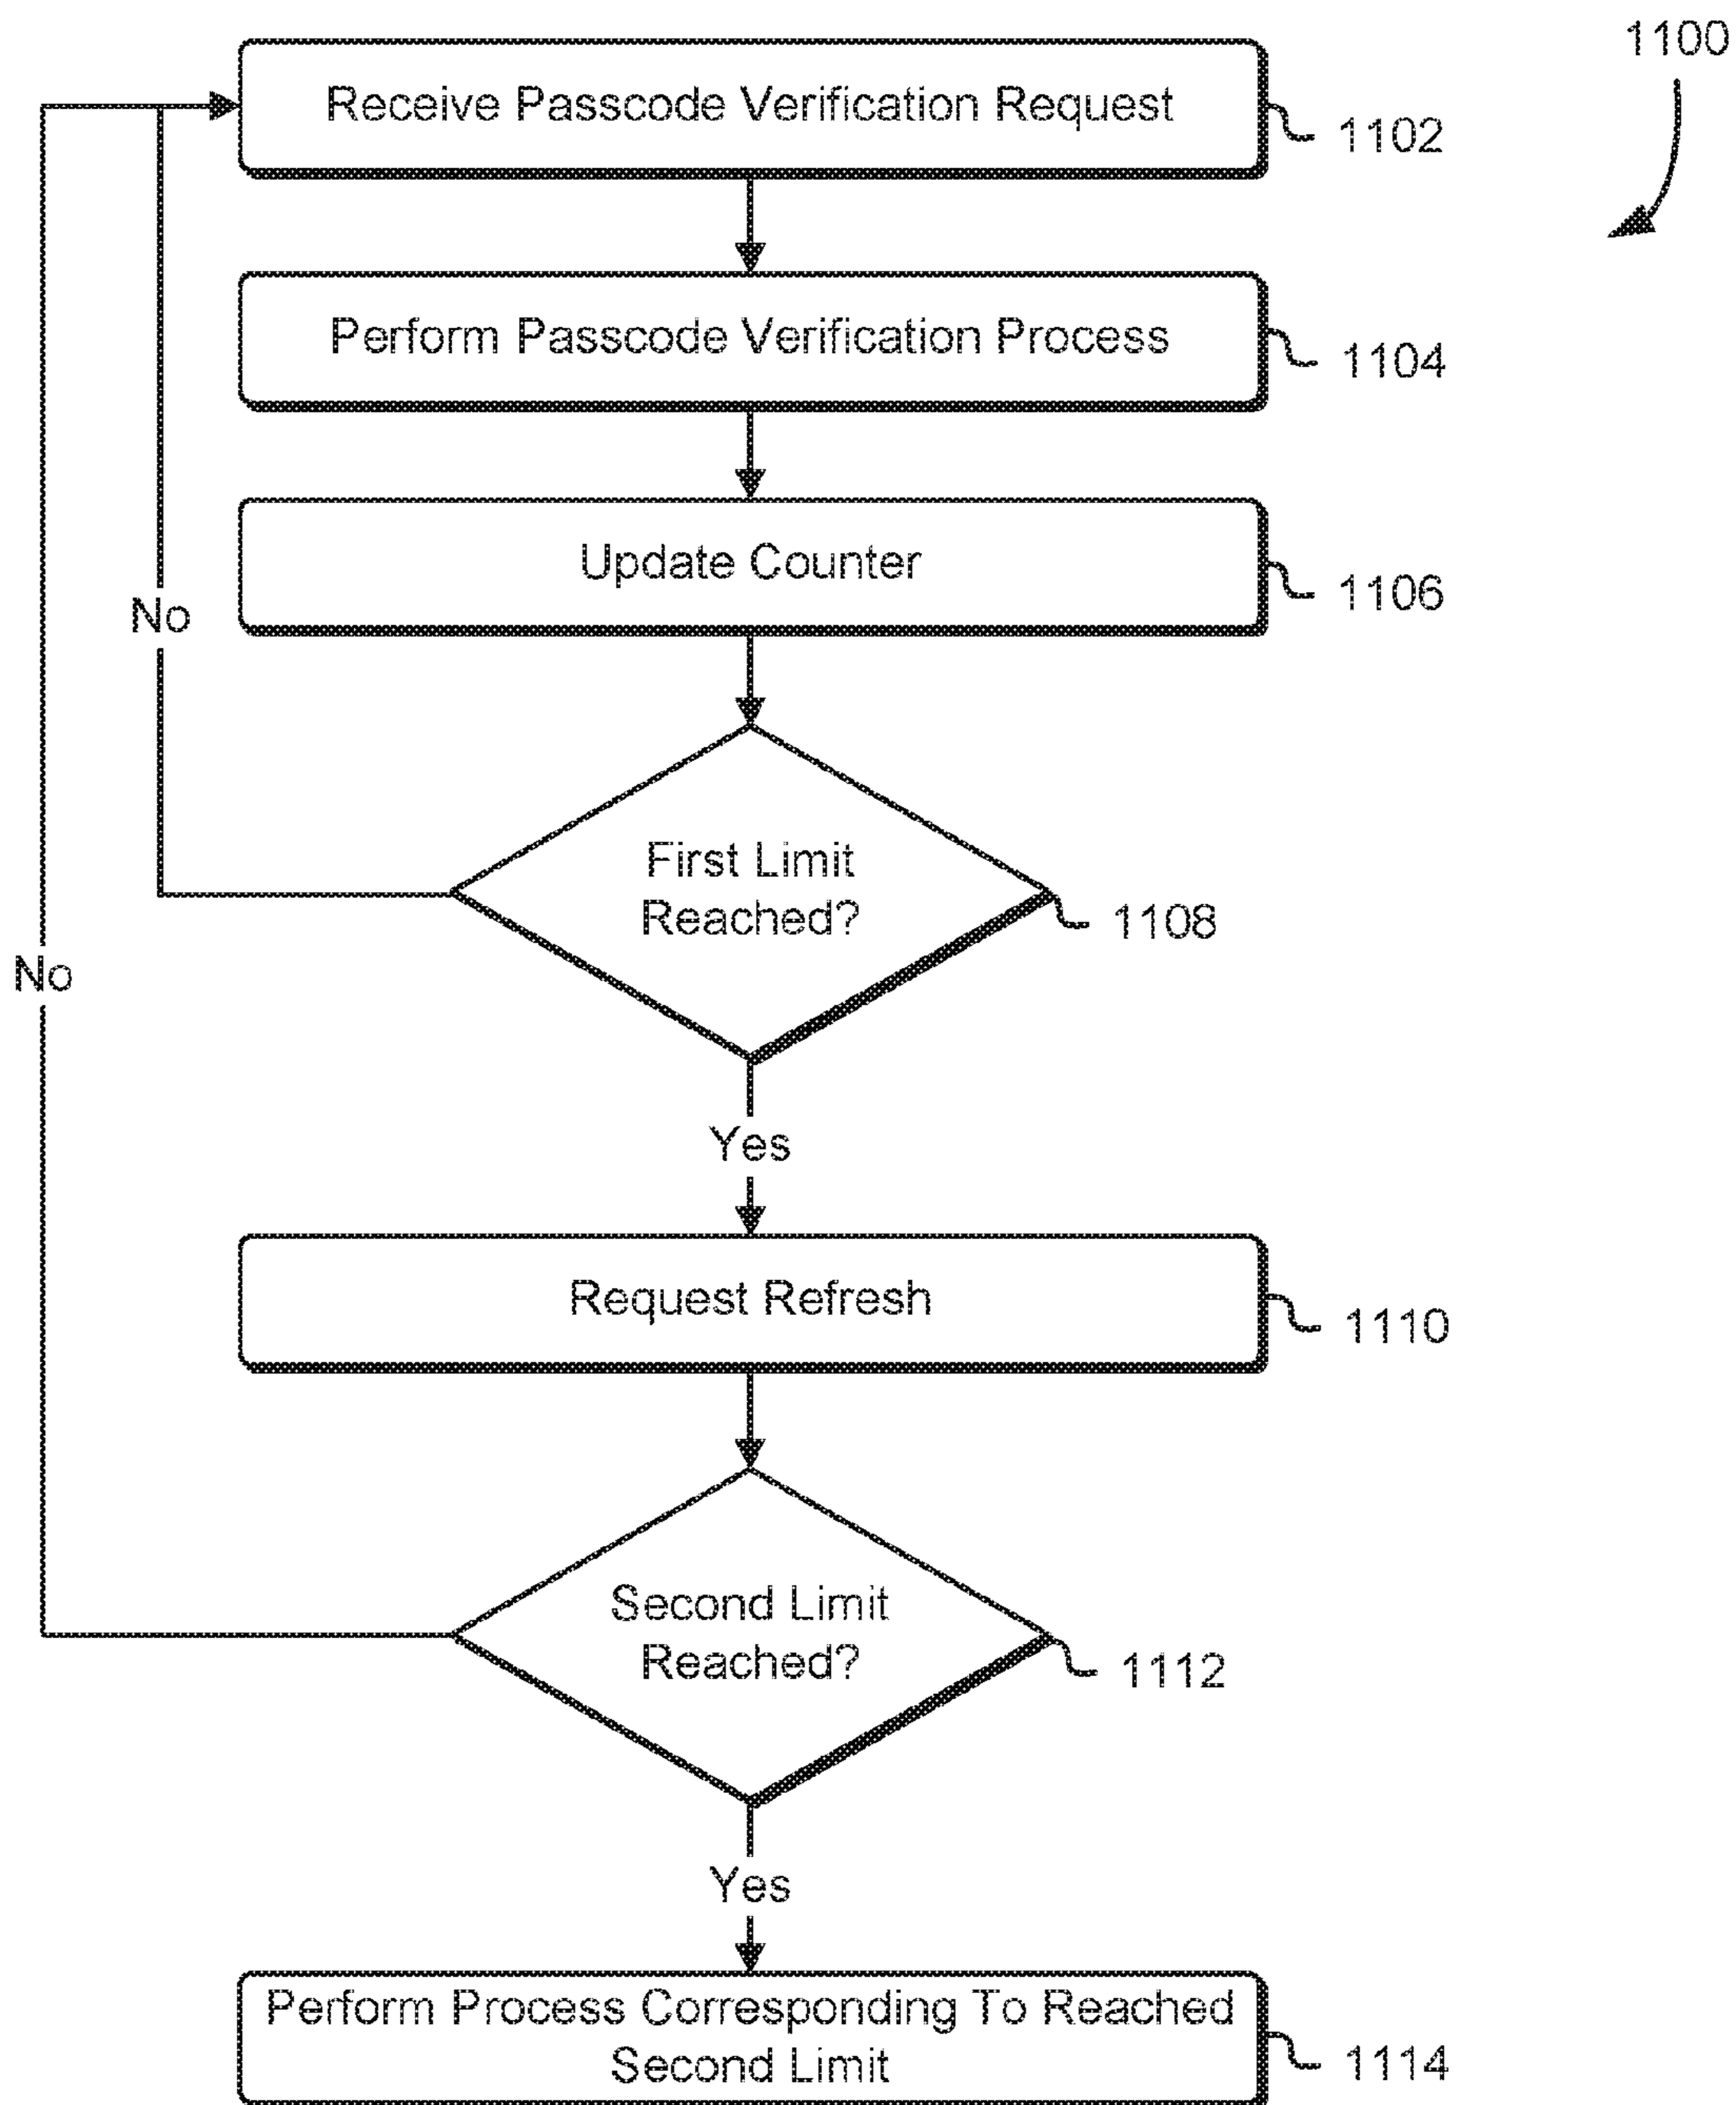 1100
Receive Passcode Verification Request
1102
Perform Passcode Verification Process
1104
Update Counter
1106
No
First Limit
Reached?
1108
No
Yes
Request Refresh
1110
Second Limit
Reached?
1112
Yes
Perform Process Corresponding To Reached
Second Limit
1114